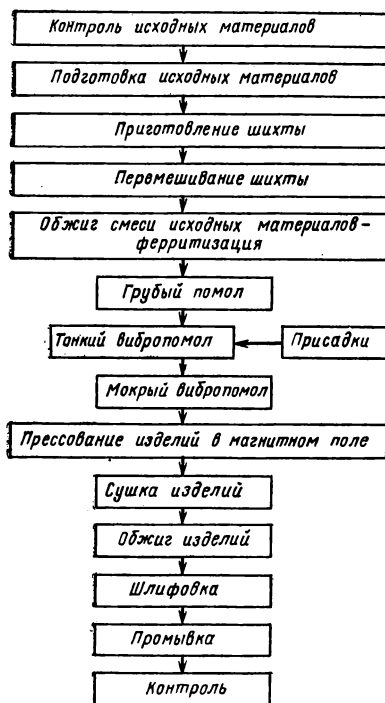 Контроль исходных материалов
Подготовка исходных материалов
Приготовление шихты
Перемешивание шихты
Обжиг смеси исходных материалов-
ферритизация
Грубый помол
Тонкий вибропомол
Присадки
Мокрый вибропомол
Прессование изделий в магнитном поле
Сушка изделий
Обжиг изделий
Шлифовка
Промывка
Контроль